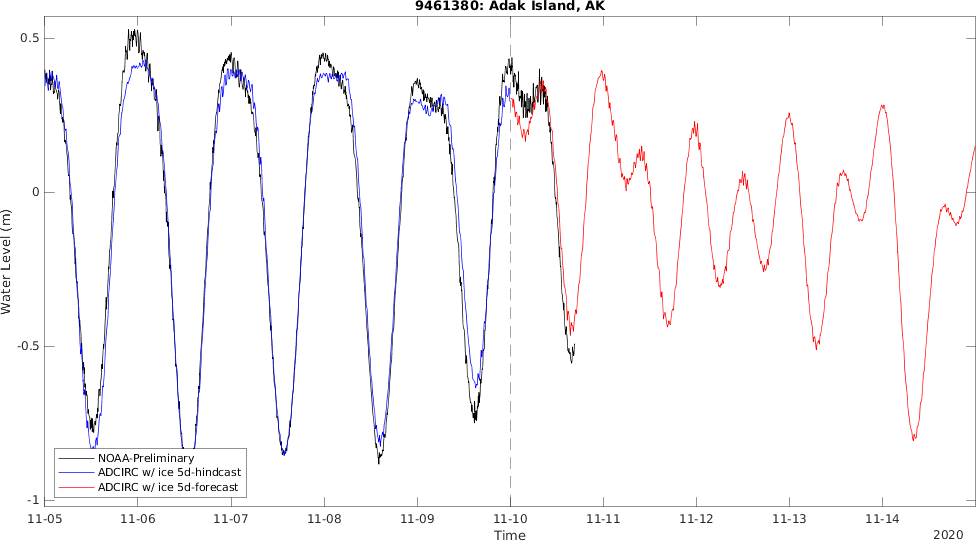 9461380: Adak Island, AK
0.5
0
-0.5
-1
Water Level (m)
NOAA-Preliminary
ADCIRC w/ ice 5d-hindcast
ADCIRC w/ ice 5d-forecast
11-05 11-06 11-07 11-08 11-09 11-10 11-11 11-12 11-13 11-14
Time
2020